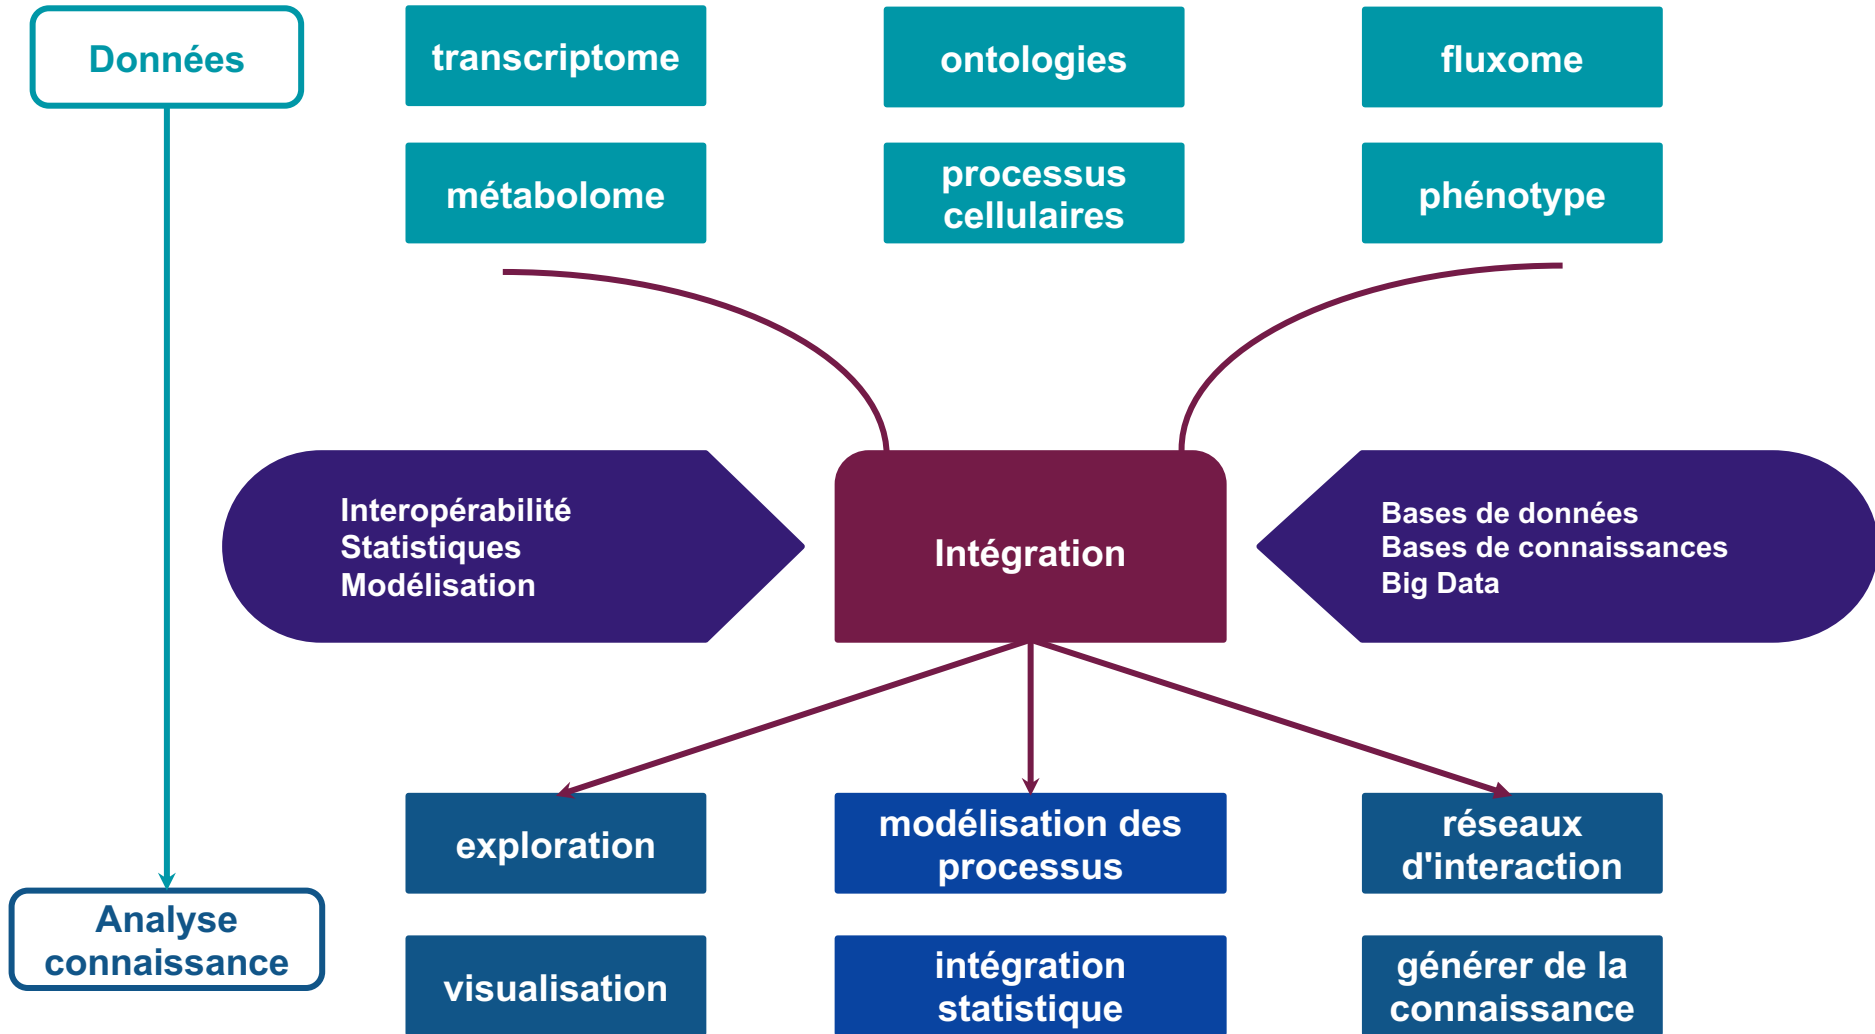 Données
transcriptome
ontologies
fluxome
métabolome
processus
cellulaires
phénotype
Interopérabilité
Statistiques
Modélisation
Intégration
Bases de données
Bases de connaissances
Big Data
exploration
modélisation des
processus
réseaux
d'interaction
Analyse
connaissance
visualisation
intégration
statistique
générer de la
connaissance